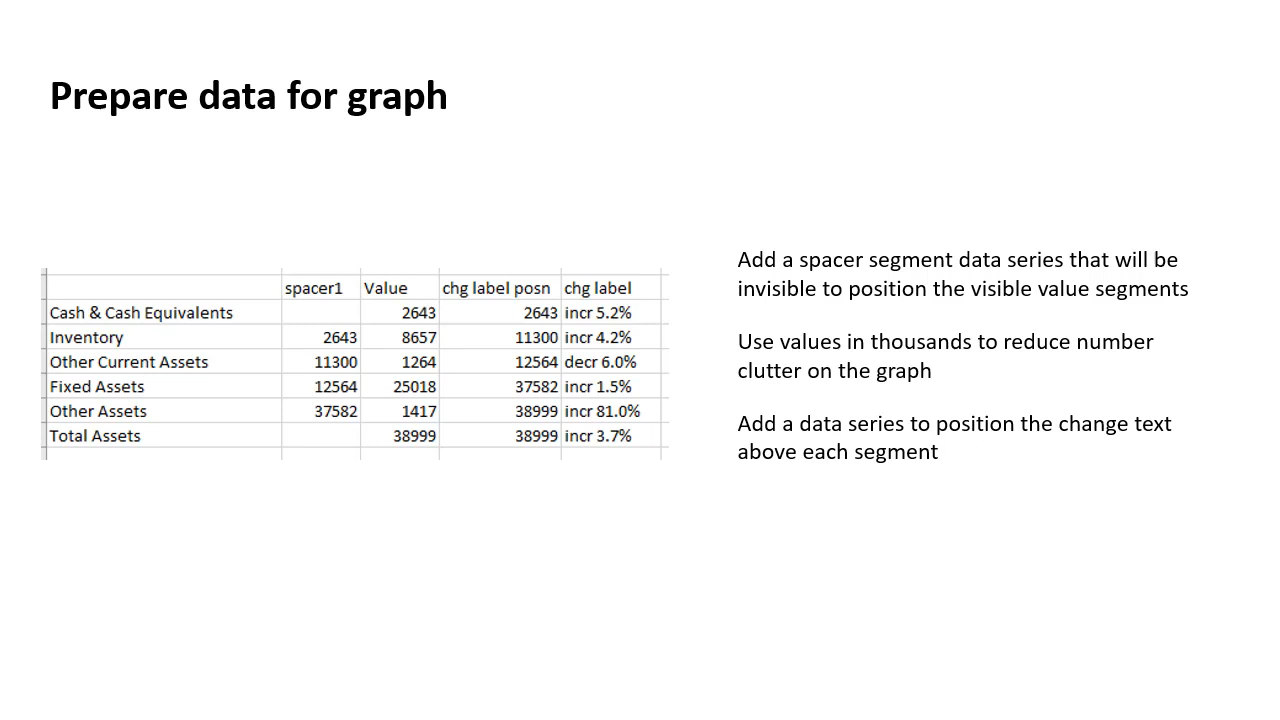 Prepare data for graph
spacer1 Value chg label posn chg label
Cash & Cash Equivalents 2643 2643 incr 5.2%
Inventory 2643 8657 11300 incr 4.2%
Other Current Assets 11300 1264 12564 decr 6.0%
Fixed Assets 12564 25018 37582 incr 1.5%
Other Assets 37582 1417 38999 incr 81.0%
Total Assets 38999 38999 incr 3.7%
Add a spacer segment data series that will be
invisible to position the visible value segments
Use values in thousands to reduce number
clutter on the graph
Add a data series to position the change text
above each segment